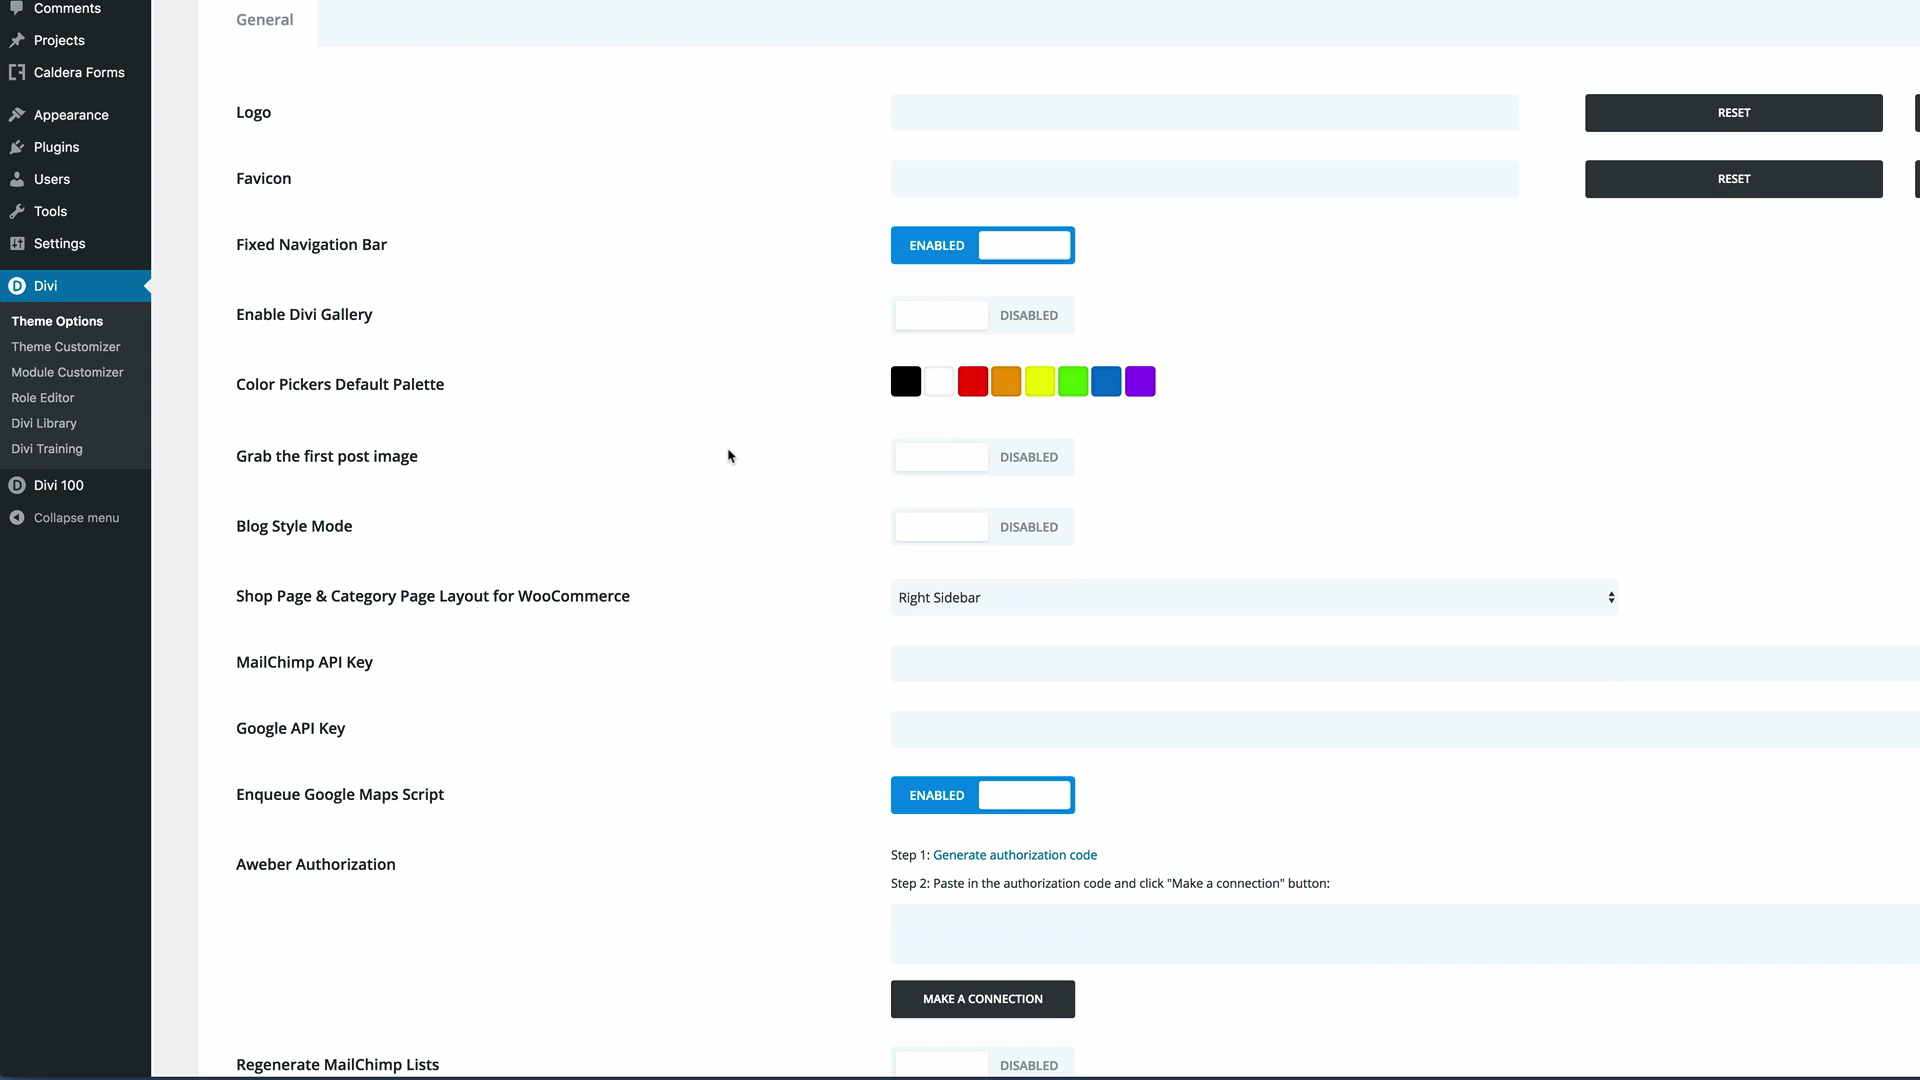 Comments
Projects
Caldera Forms
Appearance
Plugins
Users
Tools
Settings
Divi
Theme Options
Theme Customizer
Module Customizer
Role Editor
Divi Library
Divi Training
Divi 100
Collapse menu
General
Logo
RESET
Favicon
RESET
Fixed Navigation Bar
ENABLED
Enable Divi Gallery
DISABLED
Color Pickers Default Palette
Grab the first post image
DISABLED
Blog Style Mode
DISABLED
Shop Page & Category Page Layout for WooCommerce
Right Sidebar
MailChimp API Key
Google API Key
Enqueue Google Maps Script
ENABLED
Aweber Authorization
Step 1: Generate authorization code
Step 2: Paste in the authorization code and click "Make a connection" button:
MAKE A CONNECTION
Regenerate MailChimp Lists
DISABLED